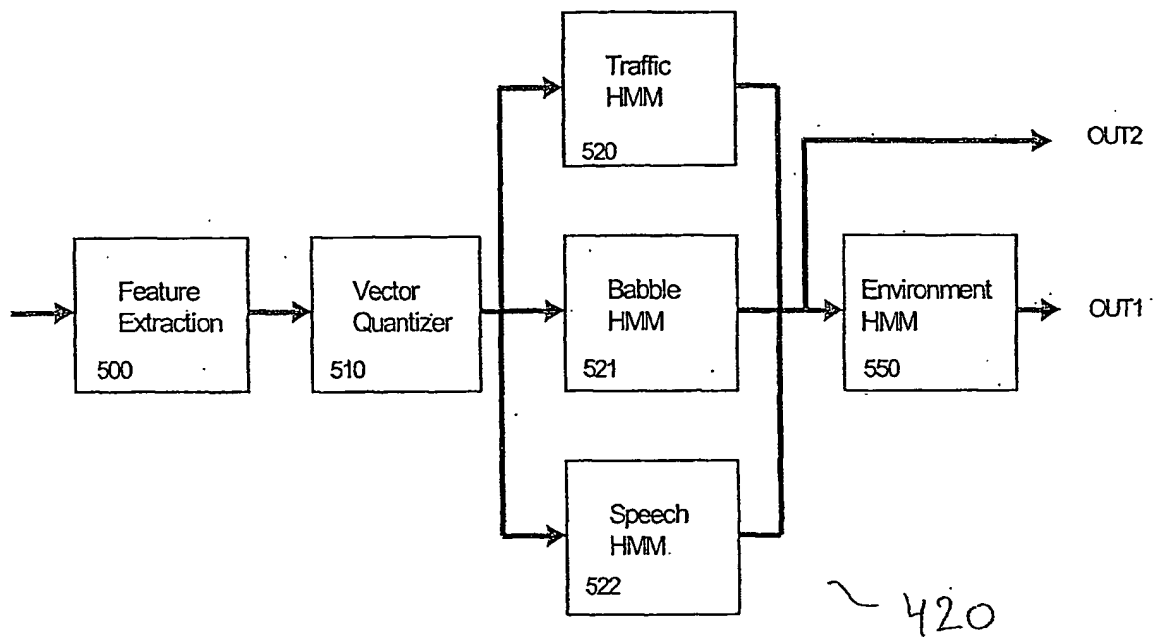 Traffic
HMM
520
OUT2
Feature
Extraction
500
Vector
Quantizer
510
Babble
HMM
521
Environment
HMM
550
OUT1
Speech
HMM.
522
420